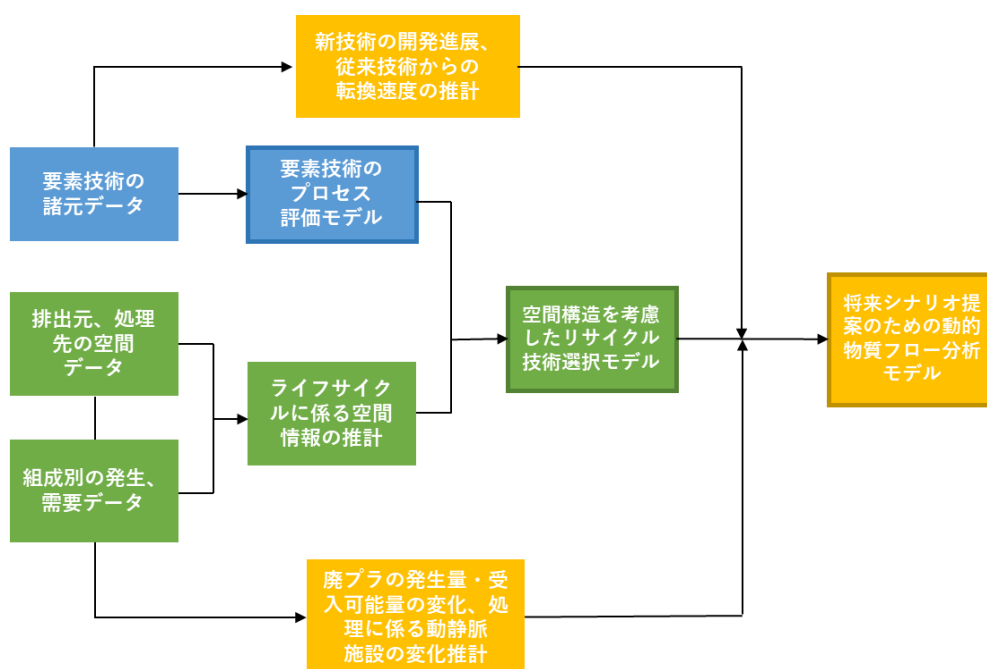 新技術の開発進展、
従来技術からの
転換速度の推計
要素技術の
諸元データ
要素技術の
プロセス
評価モデル
排出元、処理
先の空間
データ
組成別の発生、
需要データ
ライフサイク
ルに係る空間
情報の推計
空間構造を考慮
したリサイクル
技術選択モデル
将来シナリオ提
案のための動的
物質フロー分析
モデル
廃プラの発生量・受
入可能量の変化、処
理に係る動静脈
施設の変化推計